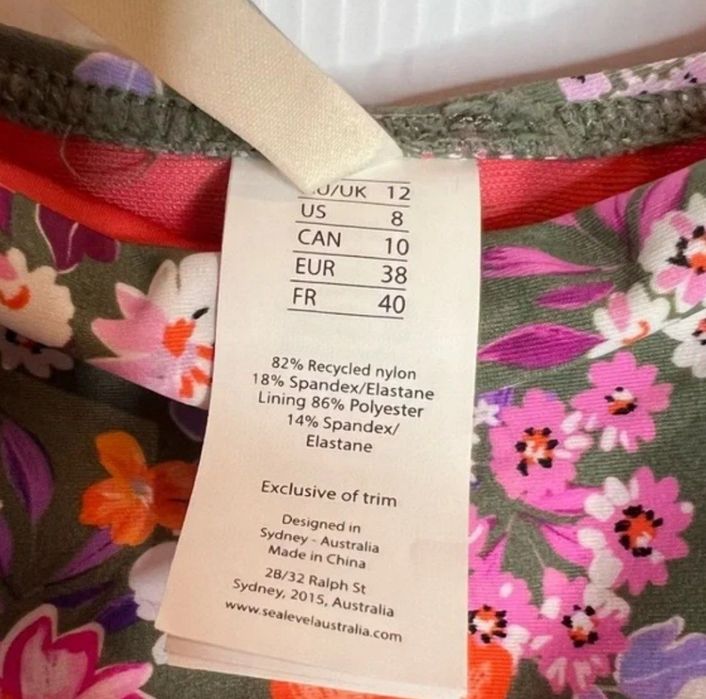 U/UK 12
US 8
CAN 10
EUR 38
FR 40
82% Recycled nylon
18% Spandex/Elastane
Lining 86% Polyester
14% Spandex/
Elastane
Exclusive of trim
Designed in
Sydney - Australia
Made in China
2B/32 Ralph St
Sydney, 2015, Australia
www.sealevelaustralia.com